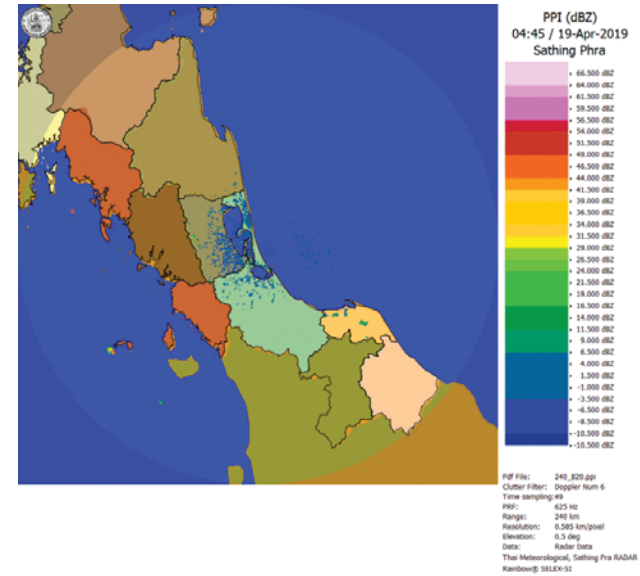 PPI (dBZ)
04:45 / 19-Apr-2019
Sathing Phra
66.500 dBZ
64.000 dBZ
61.500 dBZ
59.500 dBZ
56.500 dBZ
54.000 dBZ
51.500 dBZ
49.000 dBZ
46.500 dBZ
44.000 dBZ
41.500 dBZ
39.000 dBZ
36.500 dBZ
34.000 dBZ
31.500 dBZ
29.000 dBZ
26.500 dBZ
24.000 dBZ
19.500 dBZ
16.500 dBZ
14.000 dBZ
11.500 dBZ
9.000 dBZ
6.500 dBZ
4.000 dBZ
1.500 dBZ
-1.000 dBZ
-3.500 dBZ
-6.500 dBZ
-8.500 dBZ
-10.500 dBZ
-10.500 dBZ
Pdf File: 240_820.ppi
Clutter Filter: Doppler Num 6
Time sampling:49
PRF: 625 Hz
Range: 240 km
Resolution: 0.585 km/pixel
Elevation: 0.5 deg
Data: Radar Data
Thai Meteorological, Sathing Pra RADAR
Rainbow® SELEX-SI